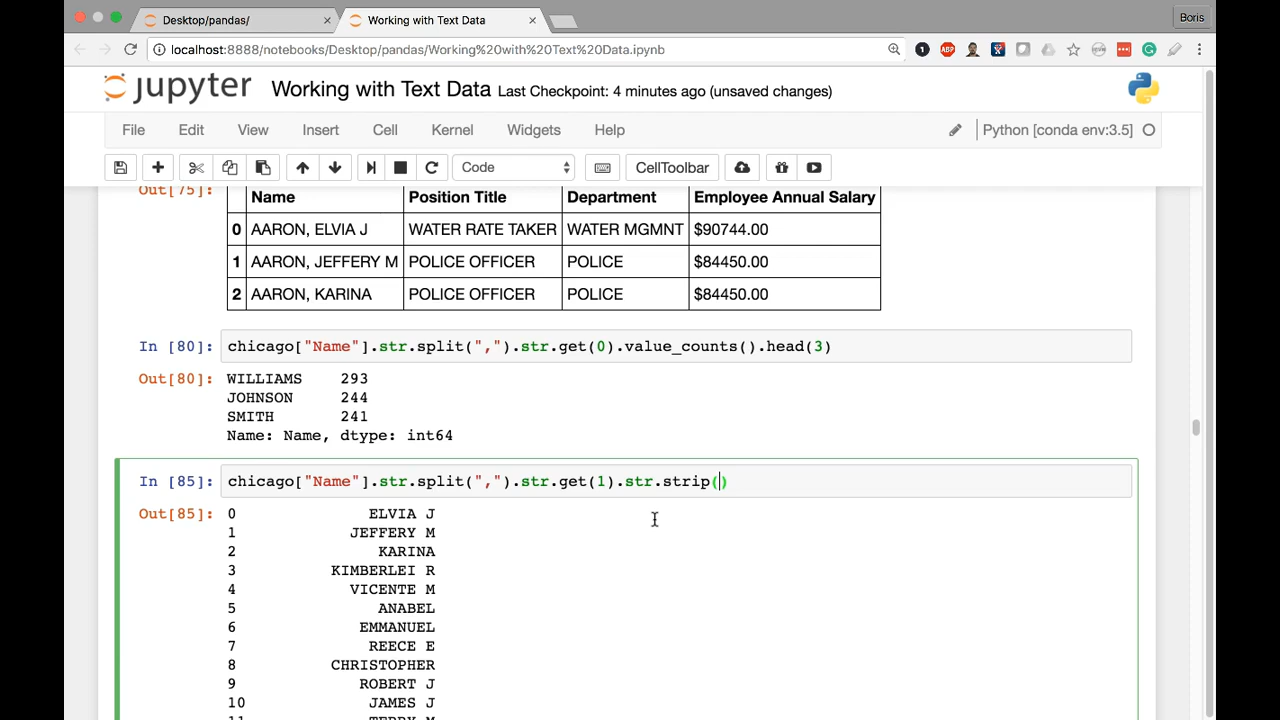 Desktop/pandas/ Working with Text Data Boris
localhost:8888/notebooks/Desktop/pandas/Working%20with%20Text%20Data.ipynb
jupyter Working with Text Data Last Checkpoint: 4 minutes ago (unsaved changes)
File Edit View Insert Cell Kernel Widgets Help Python [conda env:3.5]
Code CellToolbar
Out[75]: Name Position Title Department Employee Annual Salary
0 AARON, ELVIA J WATER RATE TAKER WATER MGMNT $90744.00
1 AARON, JEFFERY M POLICE OFFICER POLICE $84450.00
2 AARON, KARINA POLICE OFFICER POLICE $84450.00
In [80]: chicago["Name"].str.split(",").str.get(0).value_counts().head(3)
Out[80]: WILLIAMS 293
JOHNSON 244
SMITH 241
Name: Name, dtype: int64
In [85]: chicago["Name"].str.split(",").str.get(1).str.strip()
Out[85]: 0 ELVIA J
1 JEFFERY M
2 KARINA
3 KIMBERLEI R
4 VICENTE M
5 ANABEL
6 EMMANUEL
7 REECE E
8 CHRISTOPHER
9 ROBERT J
10 JAMES J
11 TERRY M